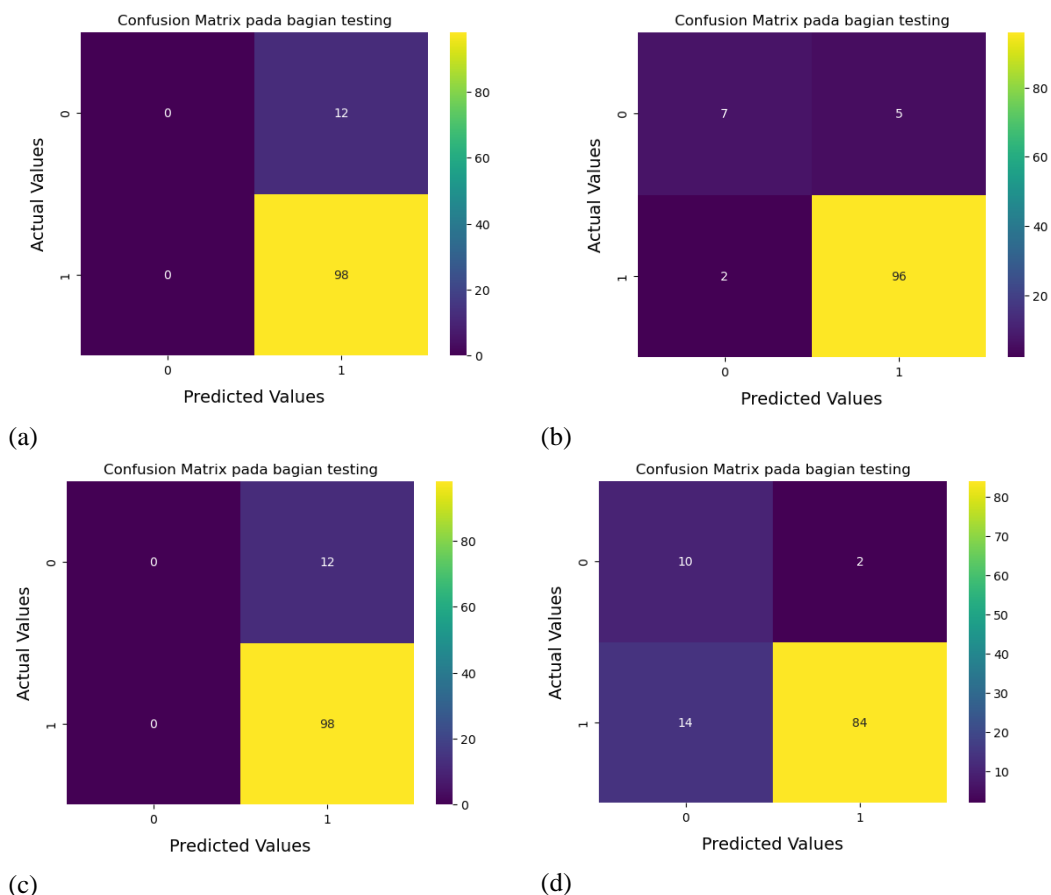 Confusion Matrix pada bagian testing
0 12
0 98
Actual Values
0
1
0 1
Predicted Values
80
60
40
20
0
(a)
Confusion Matrix pada bagian testing
7 5
2 96
Actual Values
0
1
0 1
Predicted Values
80
60
40
20
(b)
Confusion Matrix pada bagian testing
0 12
0 98
Actual Values
0
1
0 1
Predicted Values
80
60
40
20
0
(c)
Confusion Matrix pada bagian testing
10 2
14 84
Actual Values
0
1
0 1
Predicted Values
80
70
60
50
40
30
20
10
(d)